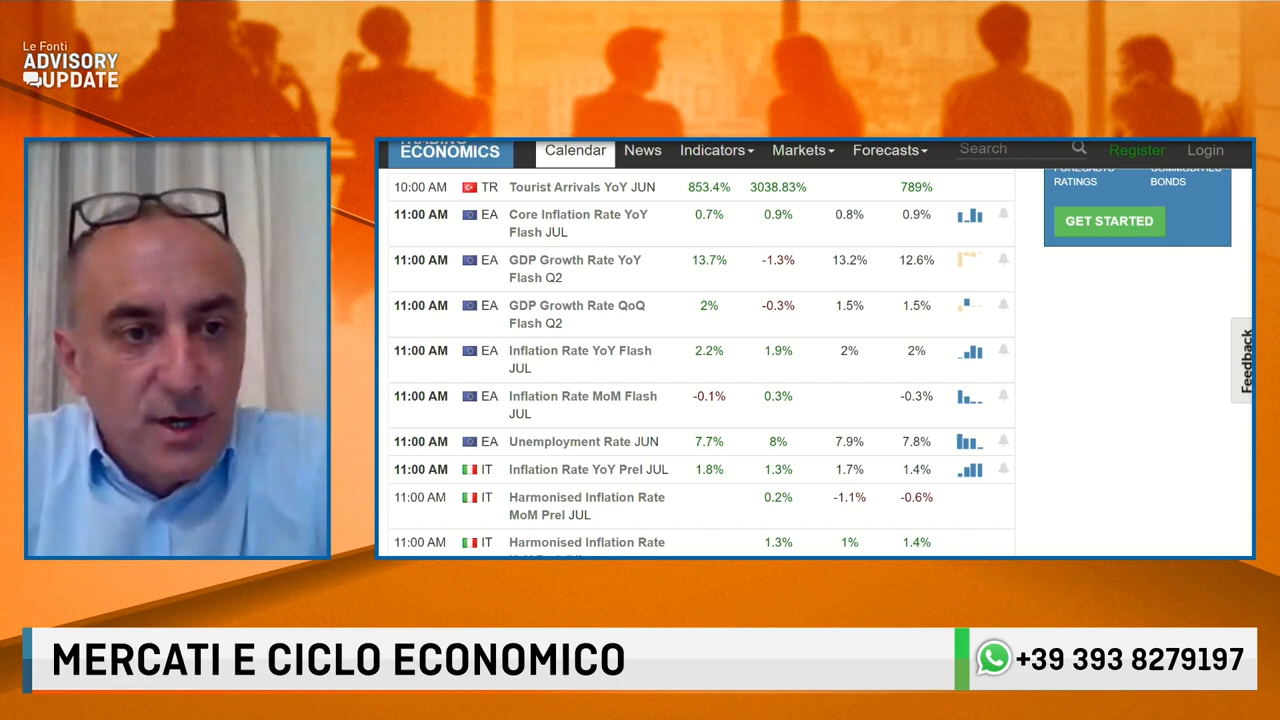 Le Fonti
ADVISORY
UPDATE
ECONOMICS Calendar News Indicators Markets Forecasts Search Register Login
10:00 AM TR Tourist Arrivals YoY JUN 853.4% 3038.83% 789%
11:00 AM EA Core Inflation Rate YoY 0.7% 0.9% 0.8% 0.9%
Flash JUL
11:00 AM EA GDP Growth Rate YoY 13.7% -1.3% 13.2% 12.6%
Flash Q2
11:00 AM EA GDP Growth Rate QoQ 2% -0.3% 1.5% 1.5%
Flash Q2
11:00 AM EA Inflation Rate YoY Flash 2.2% 1.9% 2% 2%
JUL
11:00 AM EA Inflation Rate MoM Flash -0.1% 0.3% -0.3%
JUL
11:00 AM EA Unemployment Rate JUN 7.7% 8% 7.9% 7.8%
11:00 AM IT Inflation Rate YoY Prel JUL 1.8% 1.3% 1.7% 1.4%
11:00 AM IT Harmonised Inflation Rate 0.2% -1.1% -0.6%
MoM Prel JUL
11:00 AM IT Harmonised Inflation Rate 1.3% 1% 1.4%
RATINGS BONDS
GET STARTED
Feedback
MERCATI E CICLO ECONOMICO
+39 393 8279197